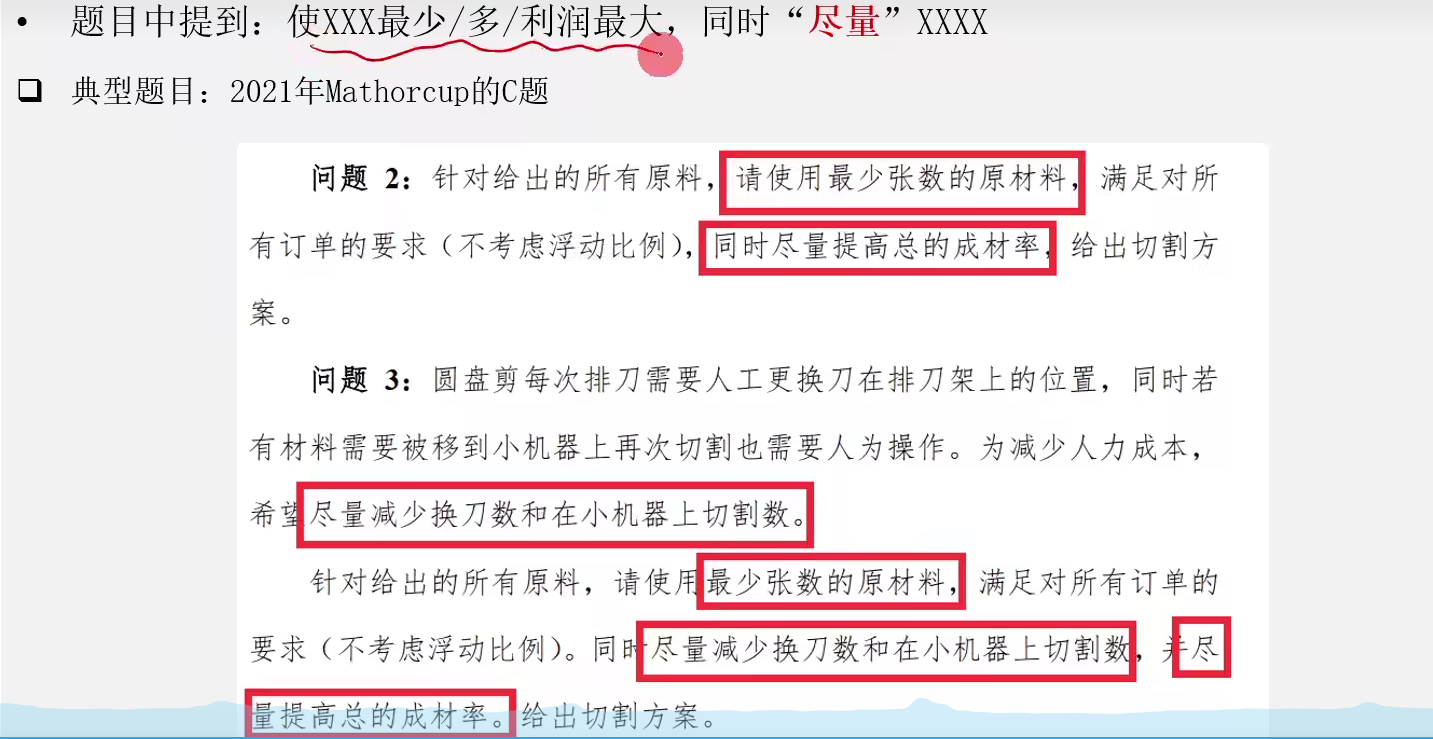 • 题目中提到：使XXX最少/多/利润最大，同时“尽量”XXXX
❑ 典型题目：2021年Mathorcup的C题
问题 2：针对给出的所有原料，请使用最少张数的原材料，满足对所
有订单的要求（不考虑浮动比例），同时尽量提高总的成材率，给出切割方
案。
问题 3：圆盘剪每次排刀需要人工更换刀在排刀架上的位置，同时若
有材料需要被移到小机器上再次切割也需要人为操作。为减少人力成本，
希望尽量减少换刀数和在小机器上切割数。
针对给出的所有原料，请使用最少张数的原材料，满足对所有订单的
要求（不考虑浮动比例）。同时尽量减少换刀数和在小机器上切割数，并尽
量提高总的成材率。给出切割方案。